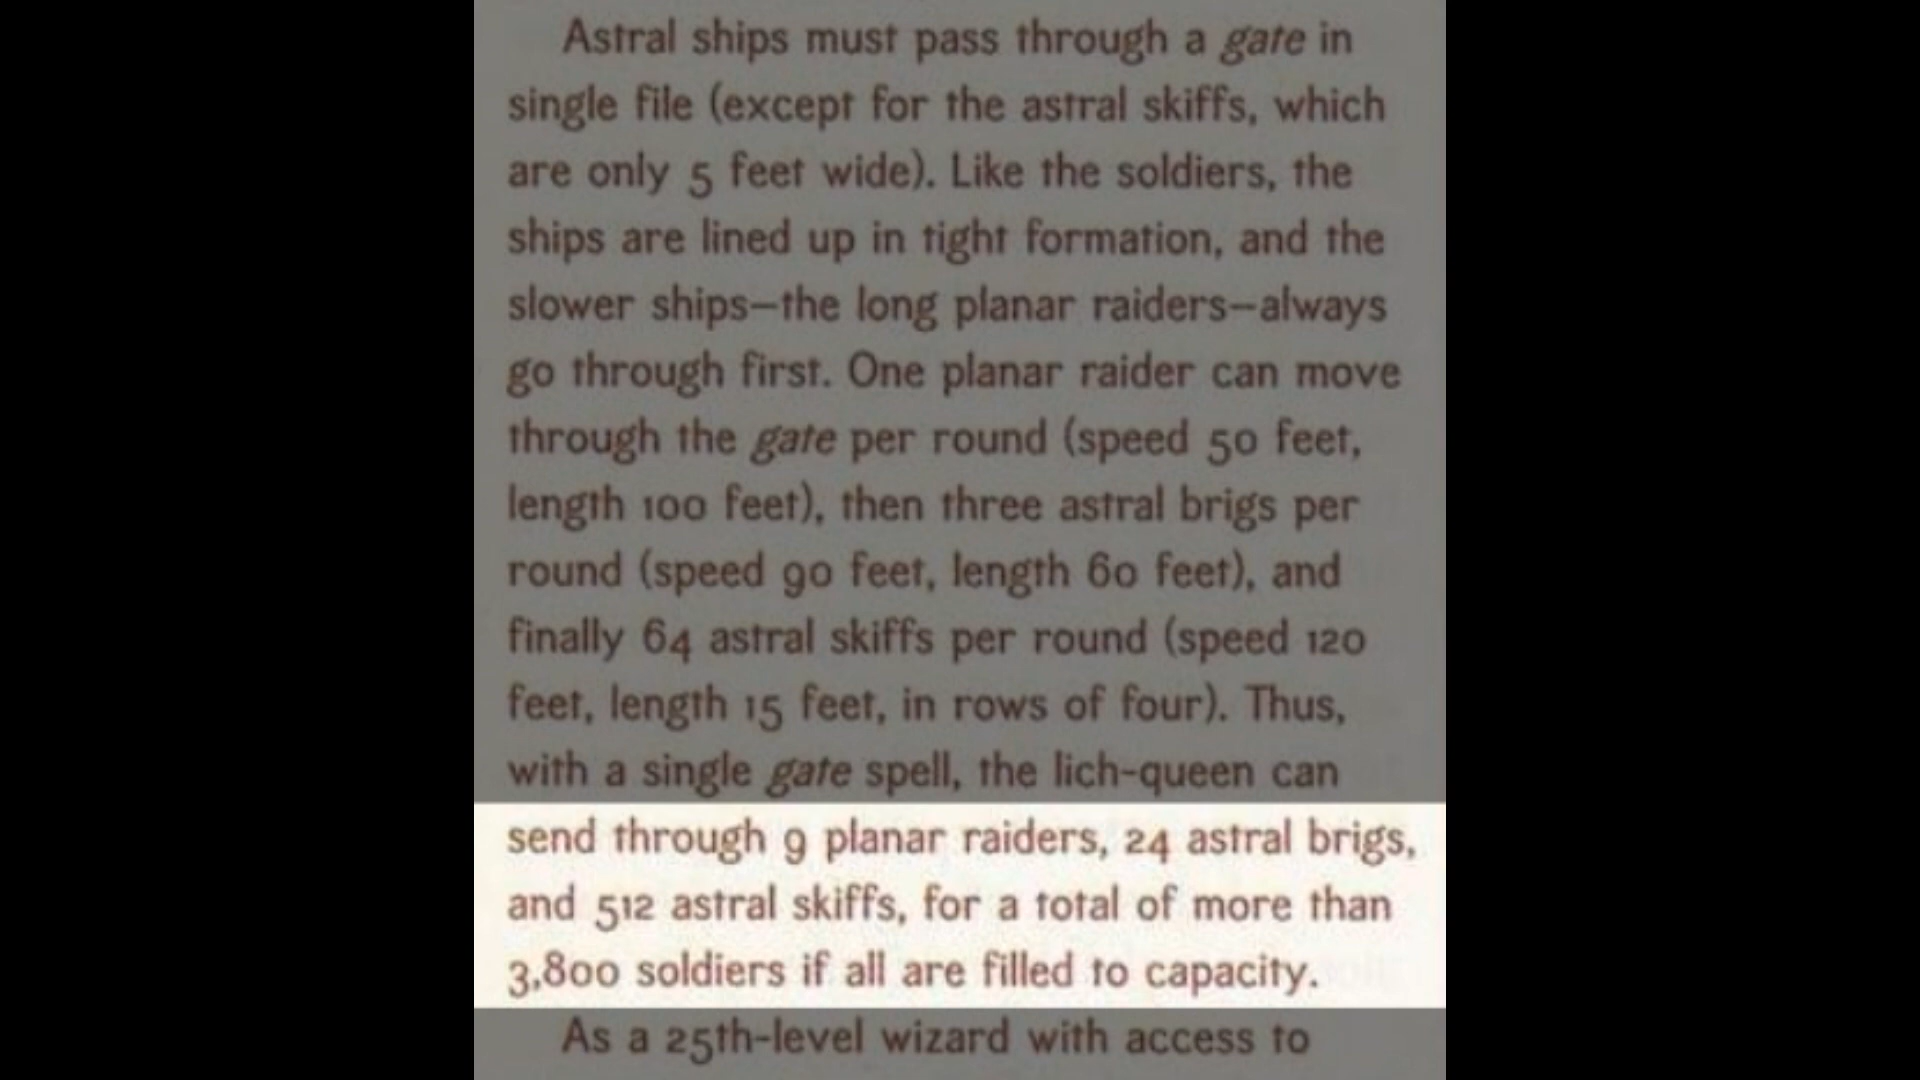 Astral ships must pass through a gate in
single file (except for the astral skiffs, which
are only 5 feet wide). Like the soldiers, the
ships are lined up in tight formation, and the
slower ships—the long planar raiders—always
go through first. One planar raider can move
through the gate per round (speed 50 feet,
length 100 feet), then three astral brigs per
round (speed 90 feet, length 60 feet), and
finally 64 astral skiffs per round (speed 120
feet, length 15 feet, in rows of four). Thus,
with a single gate spell, the lich-queen can
send through 9 planar raiders, 24 astral brigs,
and 512 astral skiffs, for a total of more than
3,800 soldiers if all are filled to capacity.
As a 25th-level wizard with access to